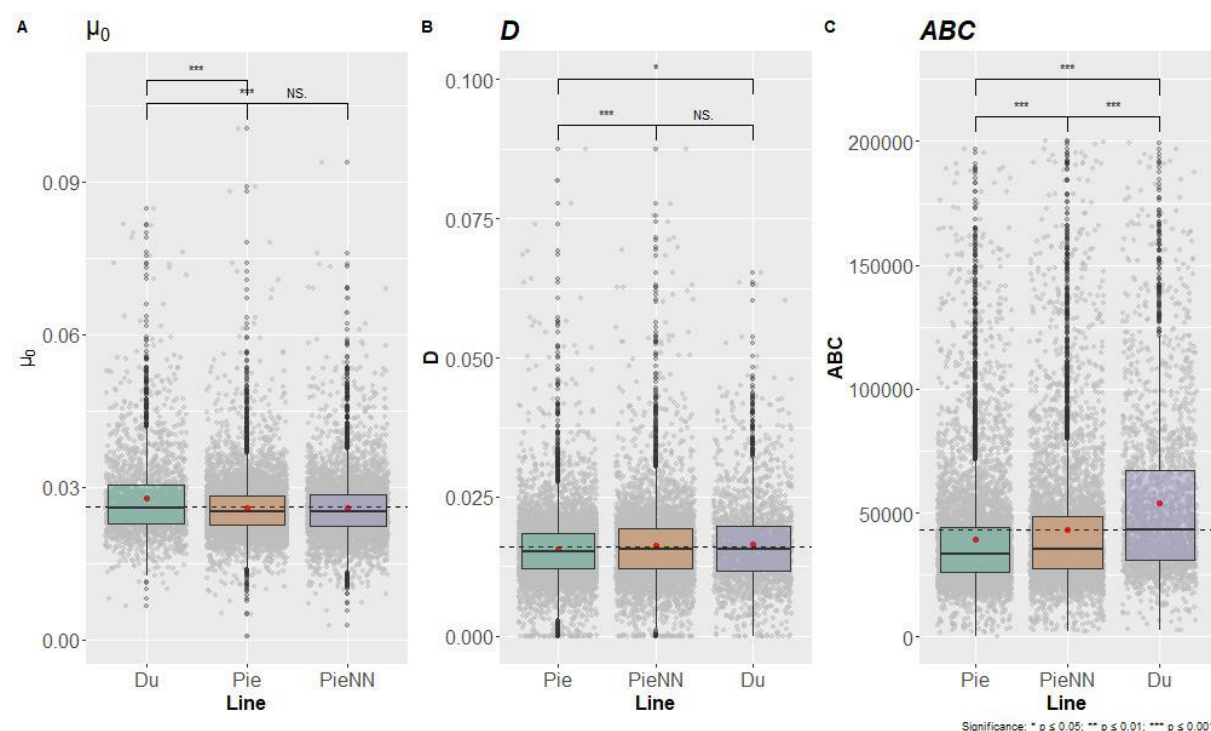 A
μ0
***
***
NS.
0.09
0.06
0.03
0.00
μ0
Du
Pie
PieNN
Line
B
D
*
***
NS.
0.100
0.075
0.050
0.025
0.000
D
Pie
PieNN
Du
Line
C
ABC
***
***
***
200000
150000
100000
50000
0
ABC
Pie
PieNN
Du
Line
Significance: * p ≤ 0.05; ** p ≤ 0.01; *** p ≤ 0.001